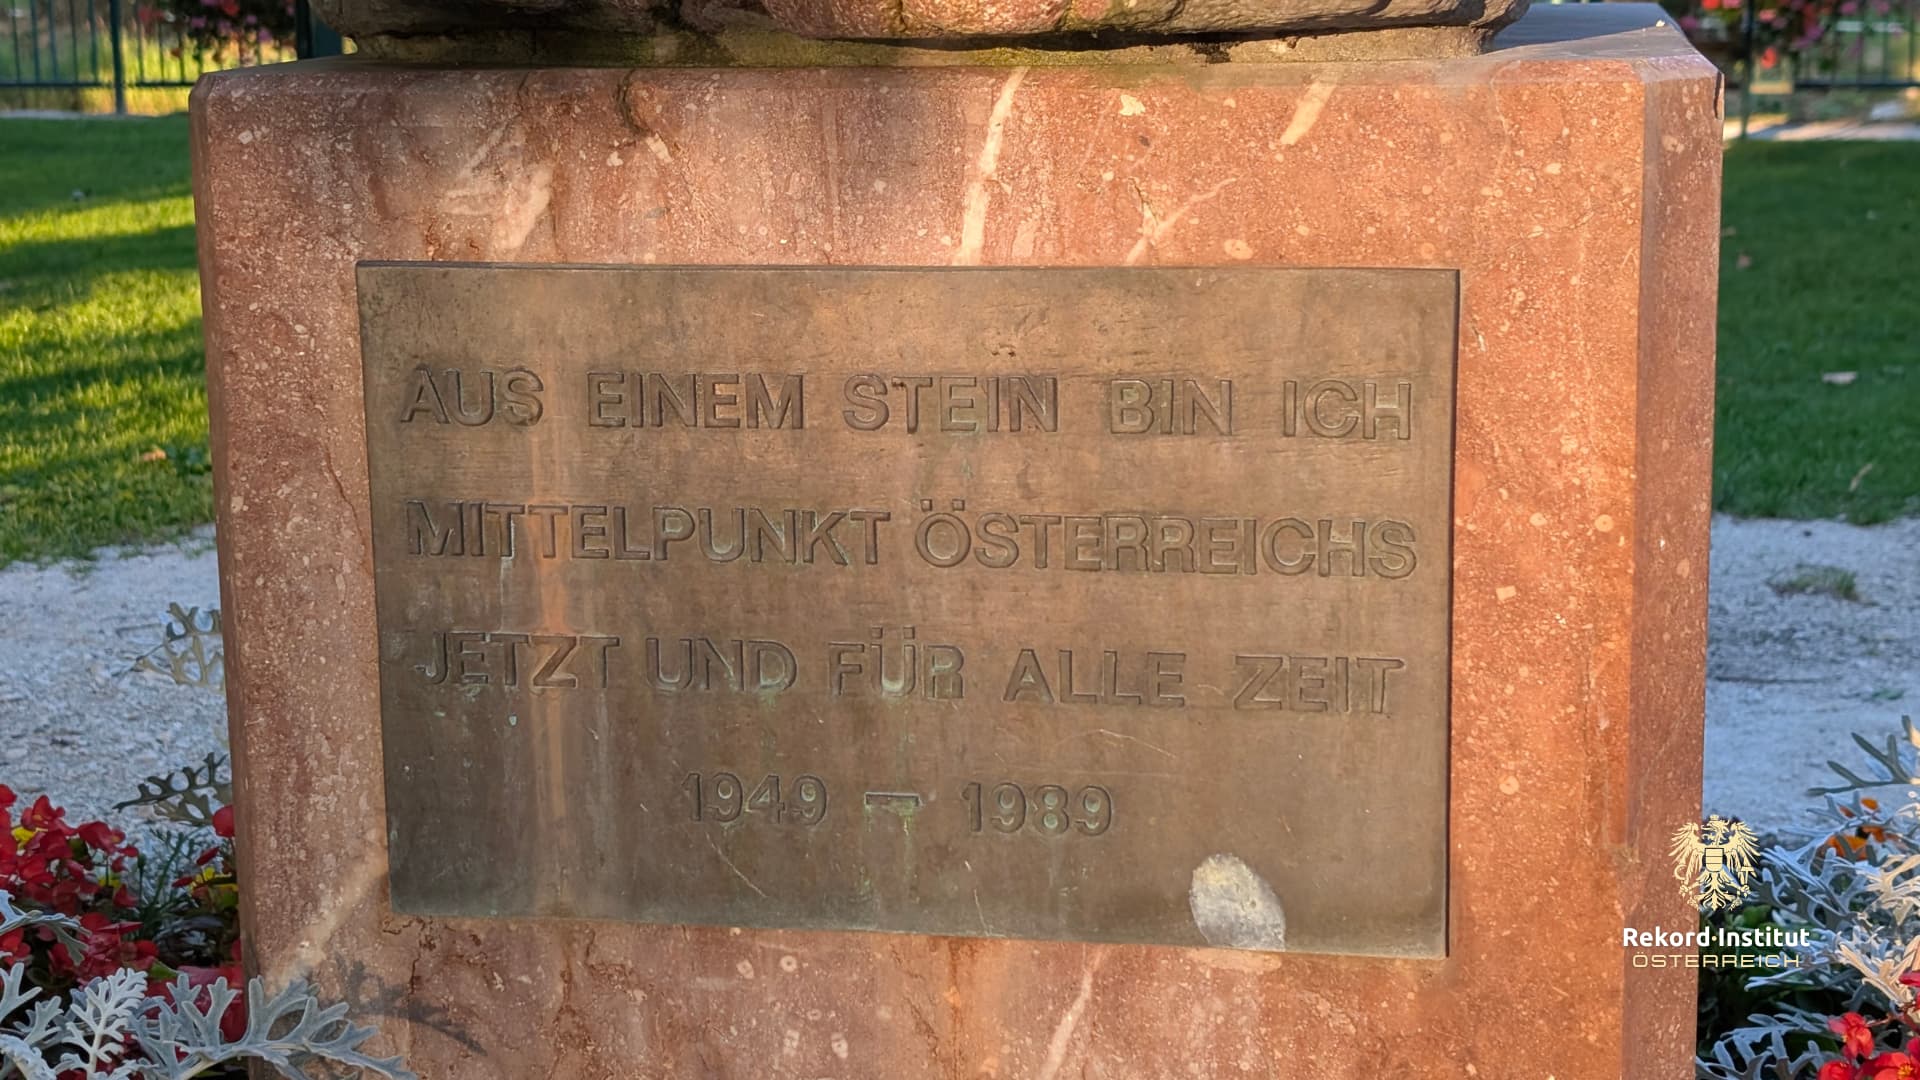 AUS EINEM STEIN BIN ICH
MITTELPUNKT ÖSTERREICHS
JETZT UND FÜR ALLE ZEIT
1949 – 1989
Rekord·Institut
ÖSTERREICH